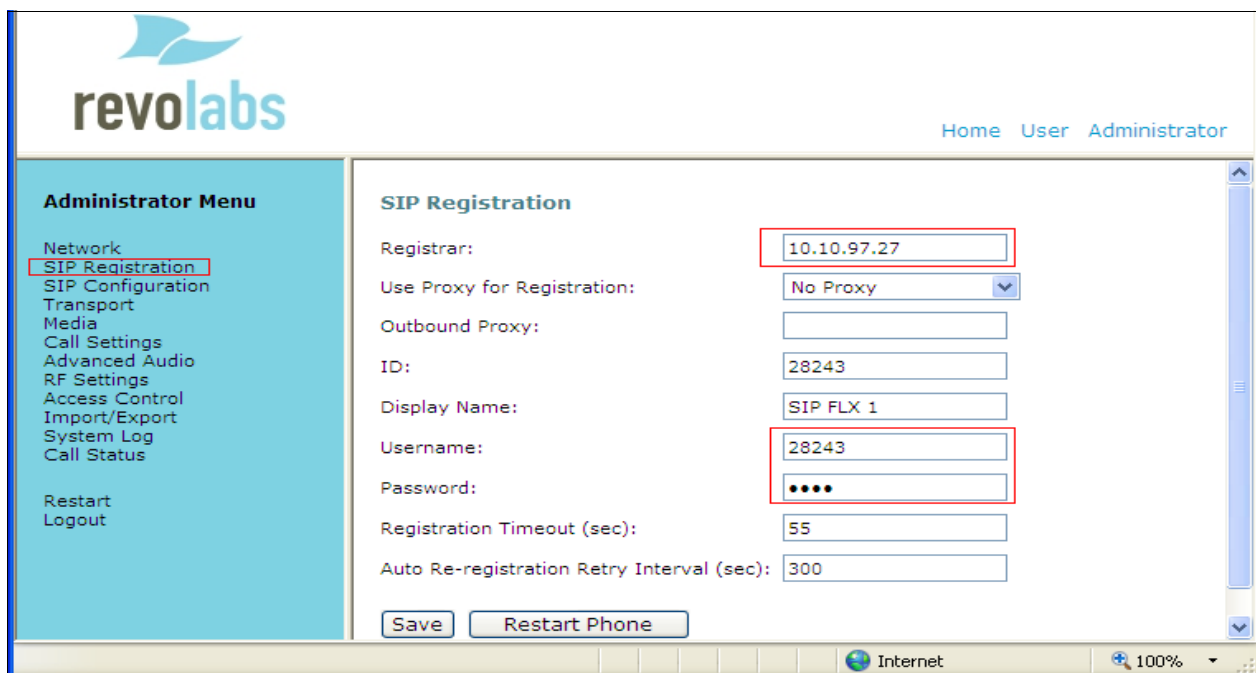 revolabs
Home User Administrator
Administrator Menu
Network
SIP Registration
SIP Configuration
Transport
Media
Call Settings
Advanced Audio
RF Settings
Access Control
Import/Export
System Log
Call Status
Restart
Logout
SIP Registration
Registrar: 10.10.97.27
Use Proxy for Registration: No Proxy
Outbound Proxy:
ID: 28243
Display Name: SIP FLX 1
Username: 28243
Password: ••••
Registration Timeout (sec): 55
Auto Re-registration Retry Interval (sec): 300
Save Restart Phone
Internet 100%